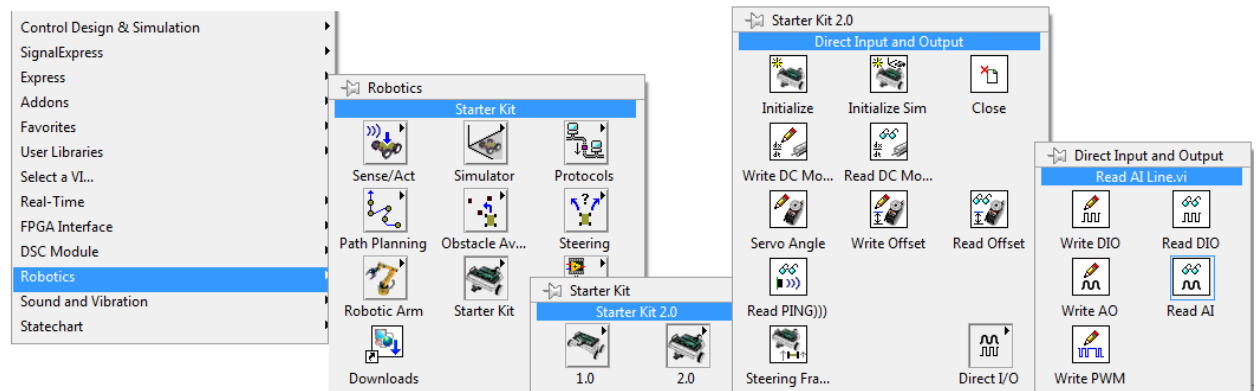 Control Design & Simulation
SignalExpress
Express
Addons
Favorites
User Libraries
Select a VI...
Real-Time
FPGA Interface
DSC Module
Robotics
Sound and Vibration
Statechart
Robotics
Starter Kit
Sense/Act Simulator Protocols
Path Planning Obstacle Av... Steering
Robotic Arm Starter Kit
Downloads
Starter Kit
Starter Kit 2.0
1.0 2.0
Starter Kit 2.0
Direct Input and Output
Initialize Initialize Sim Close
Write DC Mo... Read DC Mo...
Servo Angle Write Offset Read Offset
Read PING)))
Steering Fra... Direct I/O
Direct Input and Output
Read AI Line.vi
Write DIO Read DIO
Write AO Read AI
Write PWM